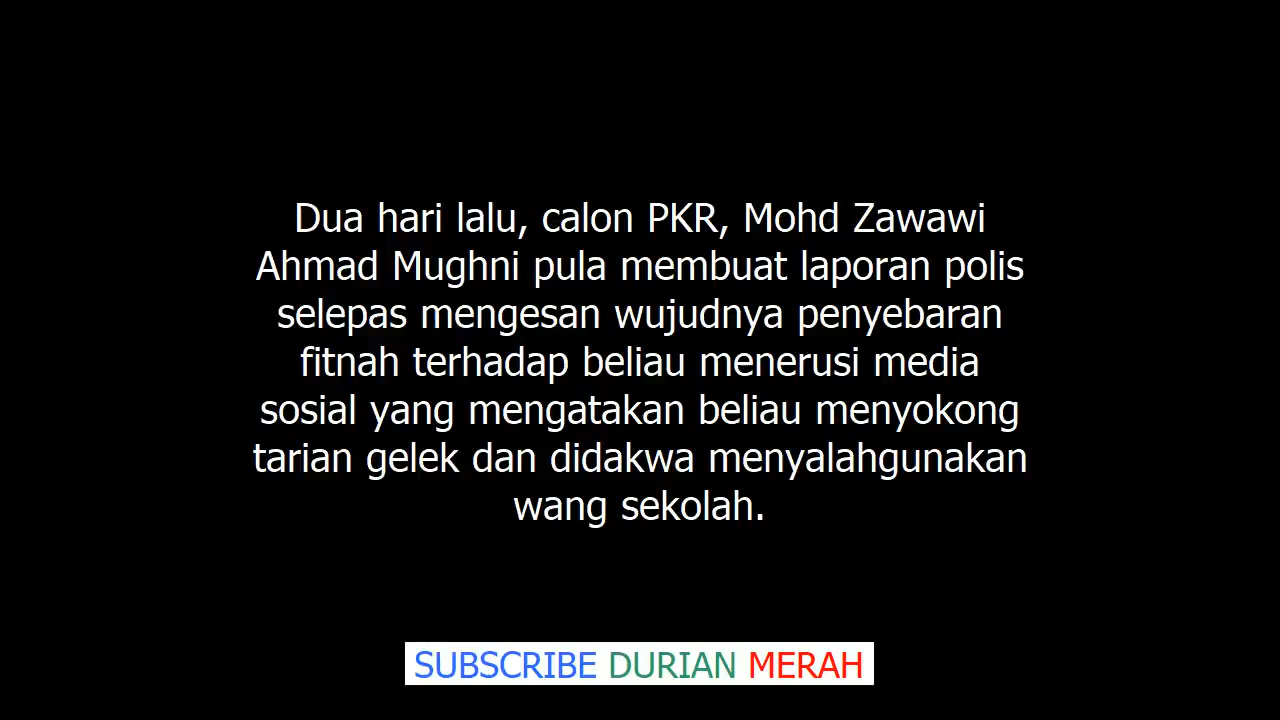 Dua hari lalu, calon PKR, Mohd Zawawi
Ahmad Mughni pula membuat laporan polis
selepas mengesan wujudnya penyebaran
fitnah terhadap beliau menerusi media
sosial yang mengatakan beliau menyokong
tarian gelek dan didakwa menyalahgunakan
wang sekolah.
SUBSCRIBE DURIAN MERAH